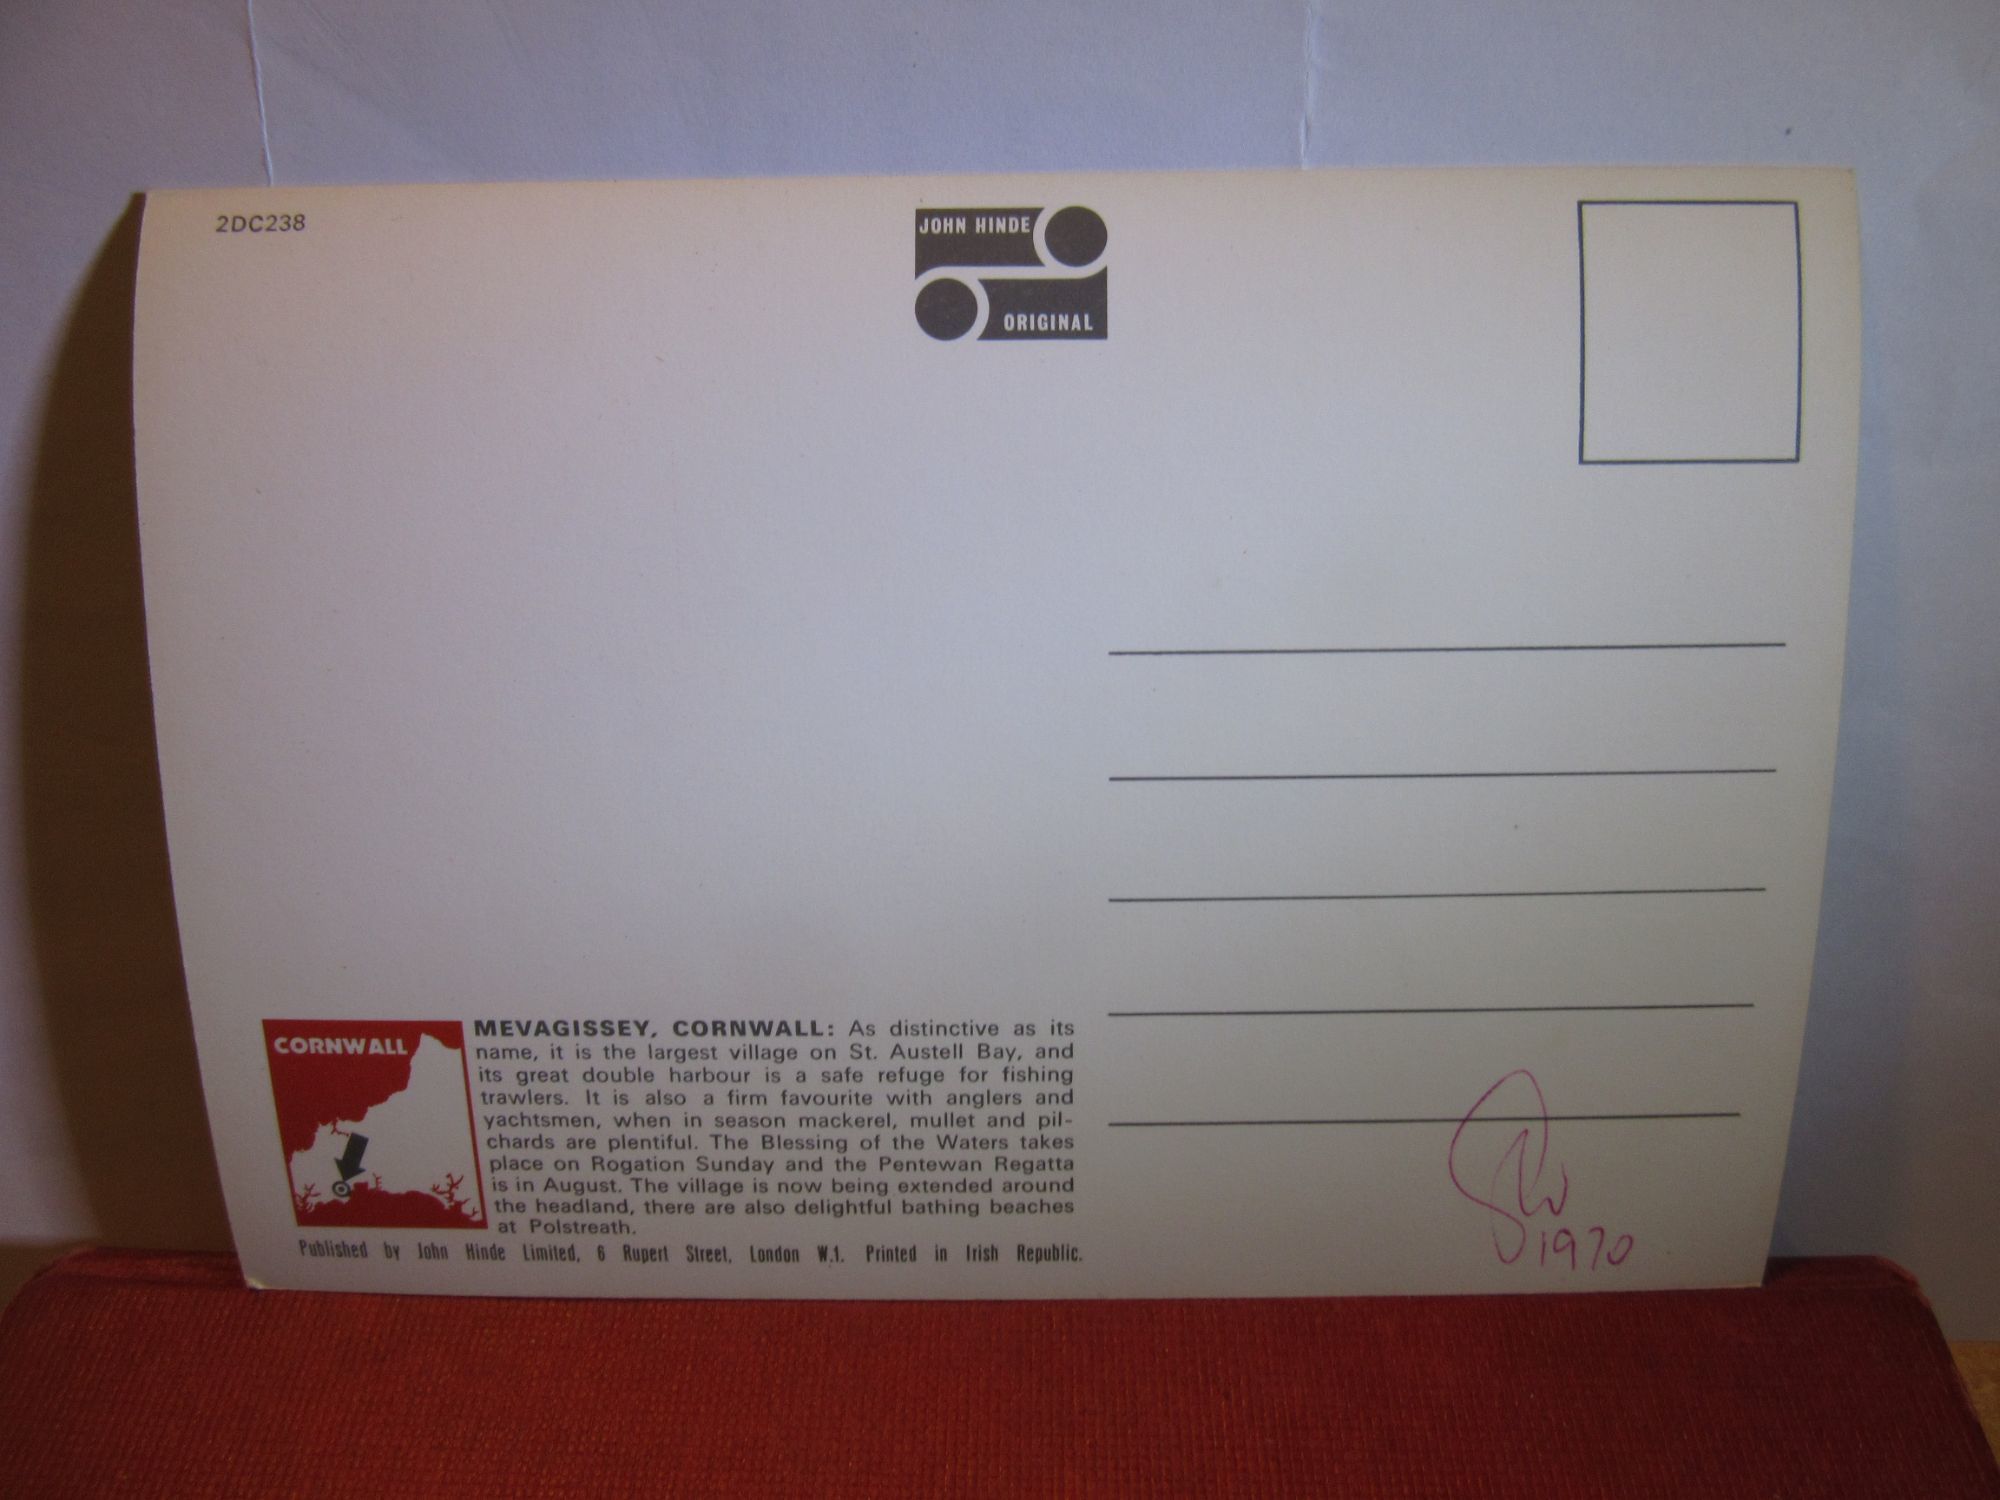 2DC238
JOHN HINDE
ORIGINAL
CORNWALL
MEVAGISSEY, CORNWALL: As distinctive as its
name, it is the largest village on St. Austell Bay, and
its great double harbour is a safe refuge for fishing
trawlers. It is also a firm favourite with anglers and
yachtsmen, when in season mackerel, mullet and pil-
chards are plentiful. The Blessing of the Waters takes
place on Rogation Sunday and the Pentewan Regatta
is in August. The village is now being extended around
the headland, there are also delightful bathing beaches
at Polstreath.
Published by John Hinde Limited, 6 Rupert Street, London W.1. Printed in Irish Republic.
1970